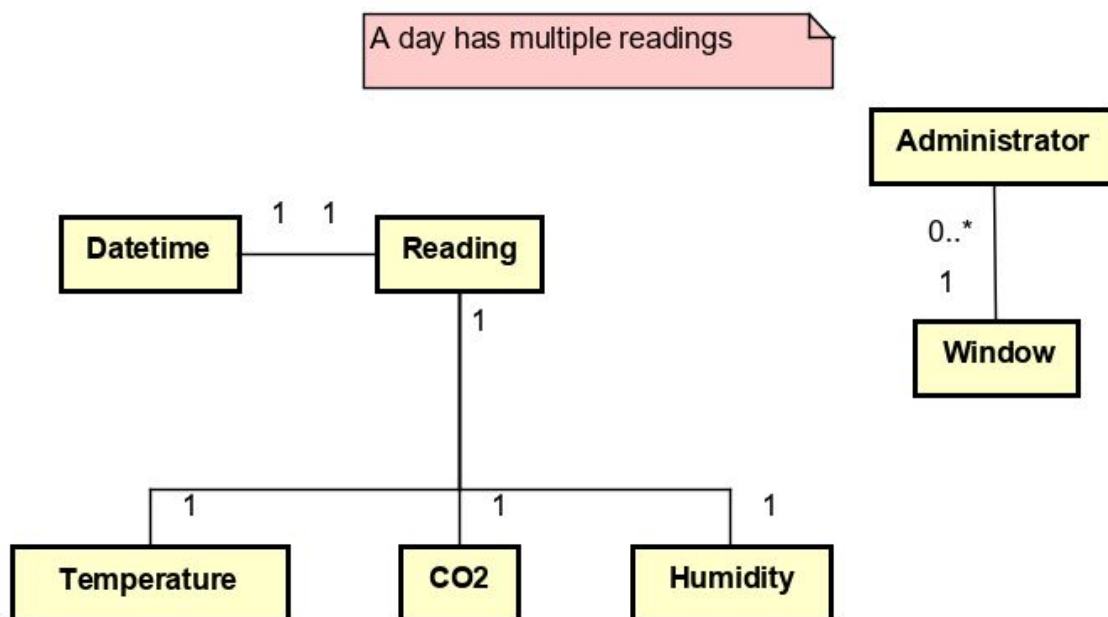 A day has multiple readings
Administrator
1 1
Datetime
Reading
0..*
1
1
Window
1
1
1
Temperature
CO2
Humidity